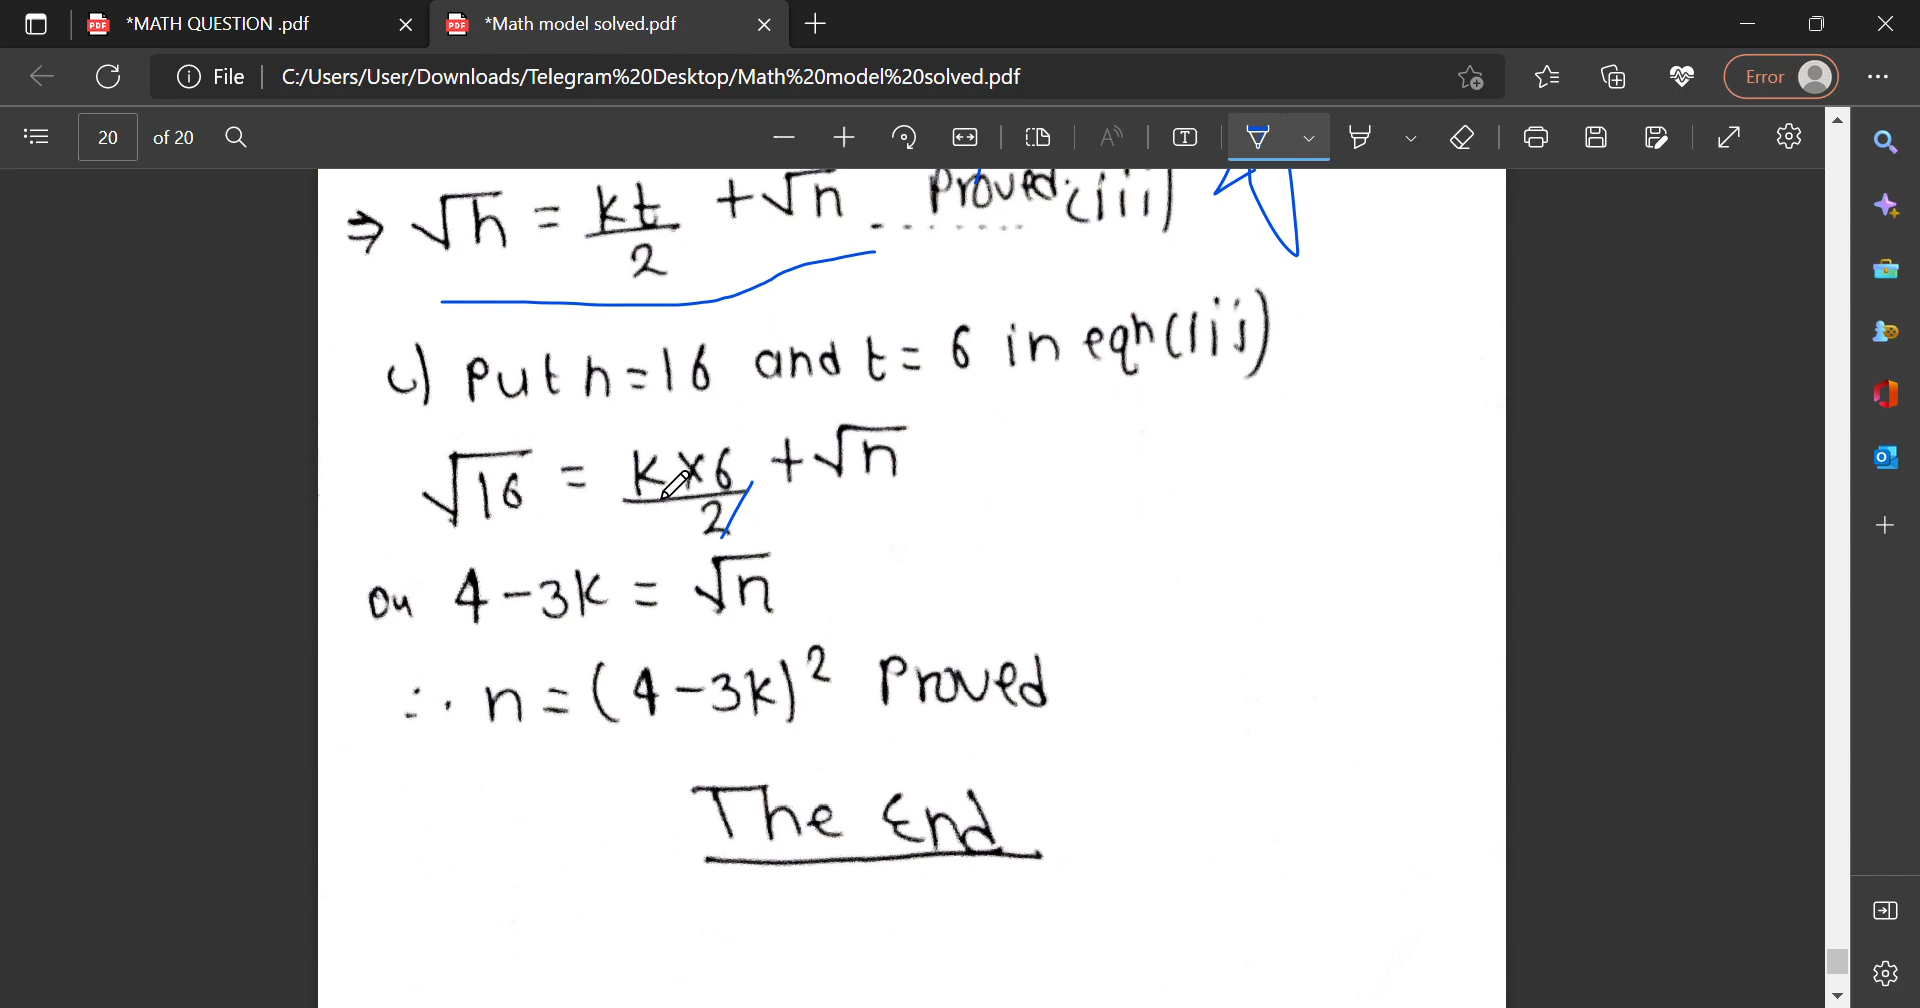 *MATH QUESTION .pdf
*Math model solved.pdf
File
C:/Users/User/Downloads/Telegram%20Desktop/Math%20model%20solved.pdf
Error
20 of 20
⇒ √h = kt/2 + √n ......... Proved. (iii)
c) Put h=16 and t=6 in eqn (iii)
√16 = k×6/2 + √n
or 4-3k = √n
∴ n = (4-3k)² Proved
The End